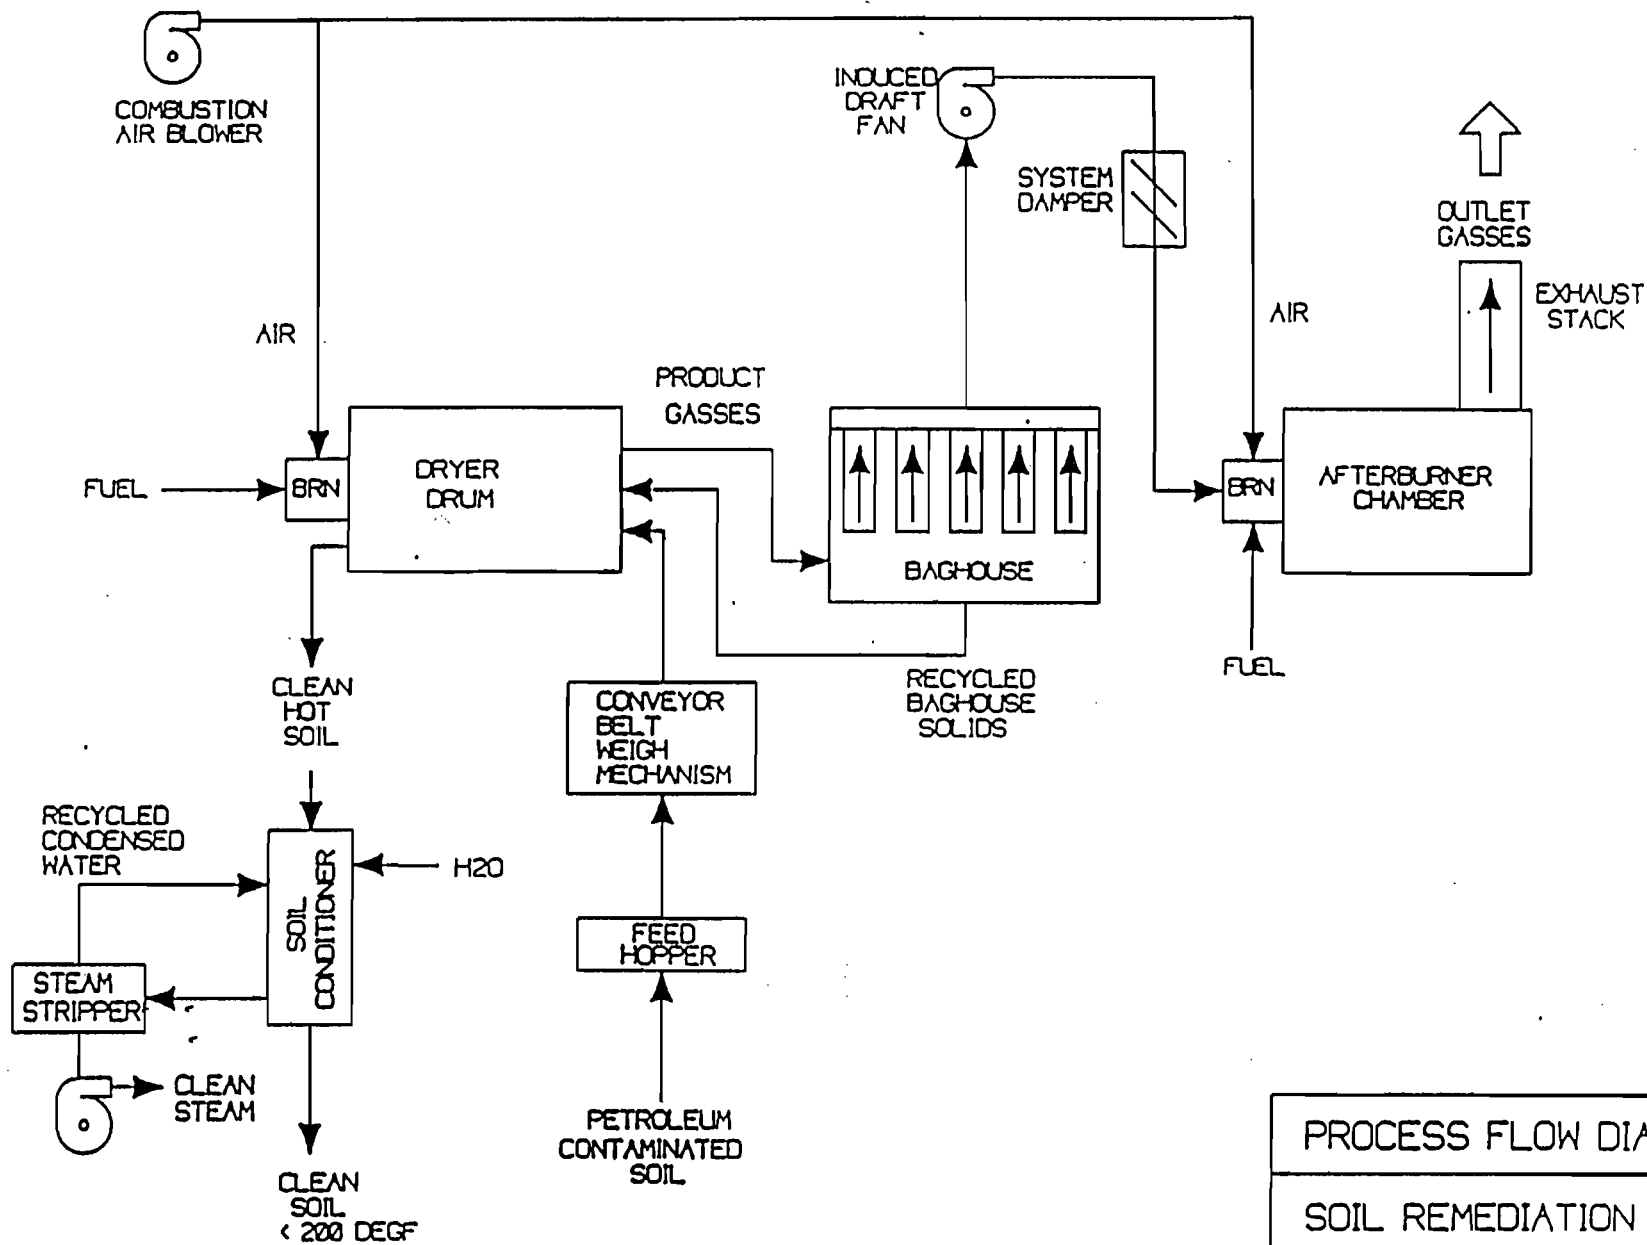 COMBUSTION
AIR BLOWER
INDUCED
DRAFT
FAN
SYSTEM
DAMPER
OUTLET
GASSES
EXHAUST
STACK
AIR
AIR
PRODUCT
GASSES
FUEL
BRN
DRYER
DRUM
BAGHOUSE
BRN
AFTERBURNER
CHAMBER
FUEL
CLEAN
HOT
SOIL
CONVEYOR
BELT
WEIGH
MECHANISM
RECYCLED
BAGHOUSE
SOLIDS
RECYCLED
CONDENSED
WATER
H2O
SOIL
CONDITIONER
FEED
HOPPER
STEAM
STRIPPER
CLEAN
STEAM
PETROLEUM
CONTAMINATED
SOIL
CLEAN
SOIL
< 200 DEGF
PROCESS FLOW DIA
SOIL REMEDIATION